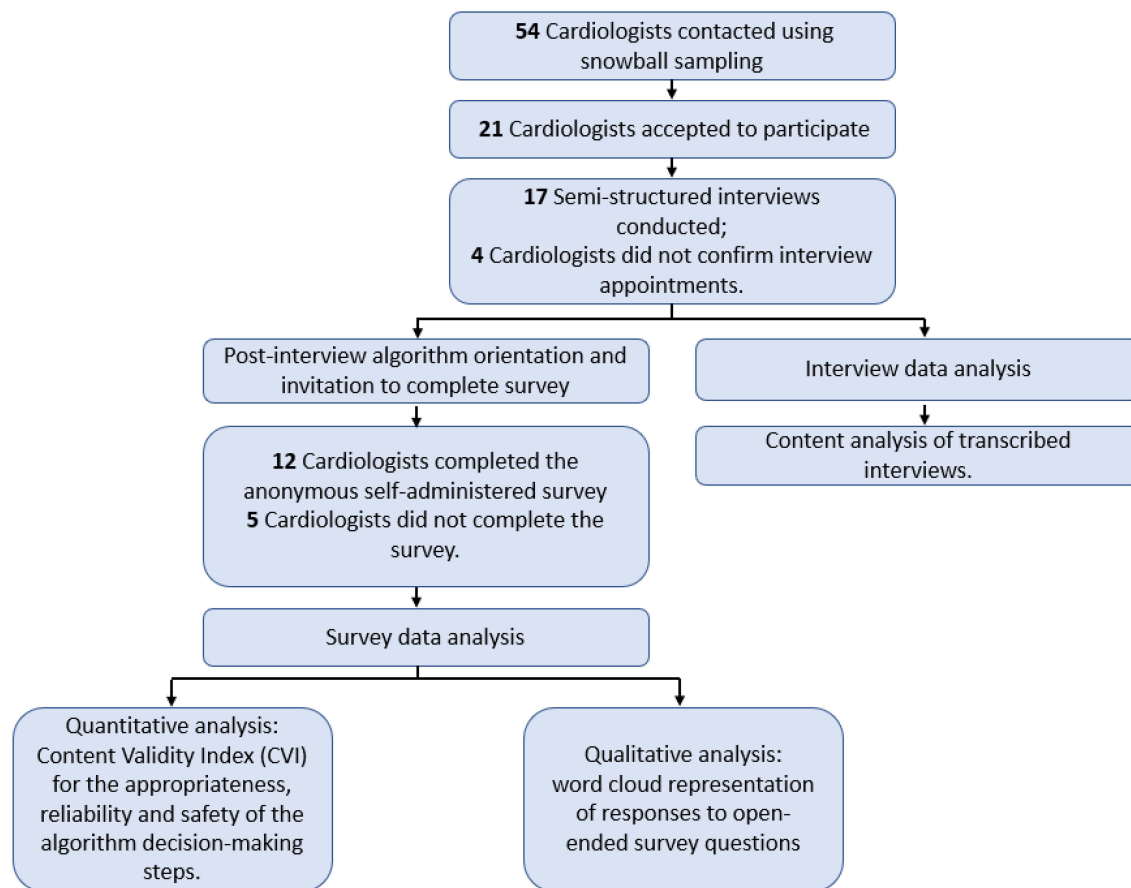 54 Cardiologists contacted using
snowball sampling
21 Cardiologists accepted to participate
17 Semi-structured interviews
conducted;
4 Cardiologists did not confirm interview
appointments.
Post-interview algorithm orientation and
invitation to complete survey
Interview data analysis
12 Cardiologists completed the
anonymous self-administered survey
5 Cardiologists did not complete the
survey.
Content analysis of transcribed
interviews.
Survey data analysis
Quantitative analysis:
Content Validity Index (CVI)
for the appropriateness,
reliability and safety of the
algorithm decision-making
steps.
Qualitative analysis:
word cloud representation
of responses to open-
ended survey questions